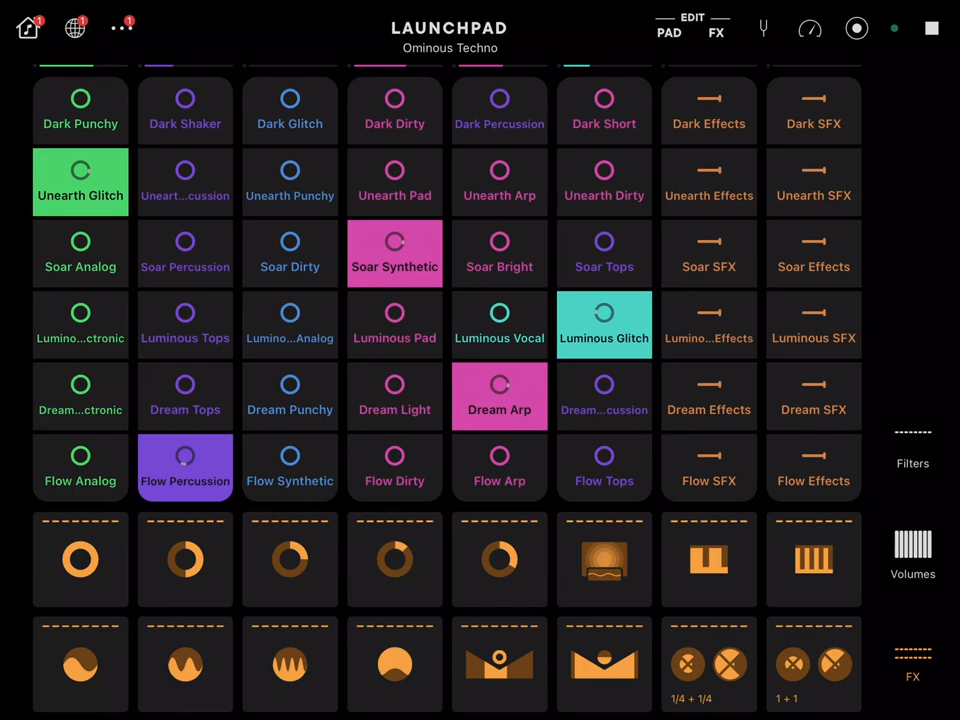 1
1
1
LAUNCHPAD
Ominous Techno
EDIT
PAD FX
Dark Punchy
Dark Shaker
Dark Glitch
Dark Dirty
Dark Percussion
Dark Short
Dark Effects
Dark SFX
Unearth Glitch
Uneart...cussion
Unearth Punchy
Unearth Pad
Unearth Arp
Unearth Dirty
Unearth Effects
Unearth SFX
Soar Analog
Soar Percussion
Soar Dirty
Soar Synthetic
Soar Bright
Soar Tops
Soar SFX
Soar Effects
Lumino...ctronic
Luminous Tops
Lumino...Analog
Luminous Pad
Luminous Vocal
Luminous Glitch
Lumino...Effects
Luminous SFX
Dream...ctronic
Dream Tops
Dream Punchy
Dream Light
Dream Arp
Dream...cussion
Dream Effects
Dream SFX
Flow Analog
Flow Percussion
Flow Synthetic
Flow Dirty
Flow Arp
Flow Tops
Flow SFX
Flow Effects
Filters
Volumes
FX
1/4 + 1/4
1 + 1